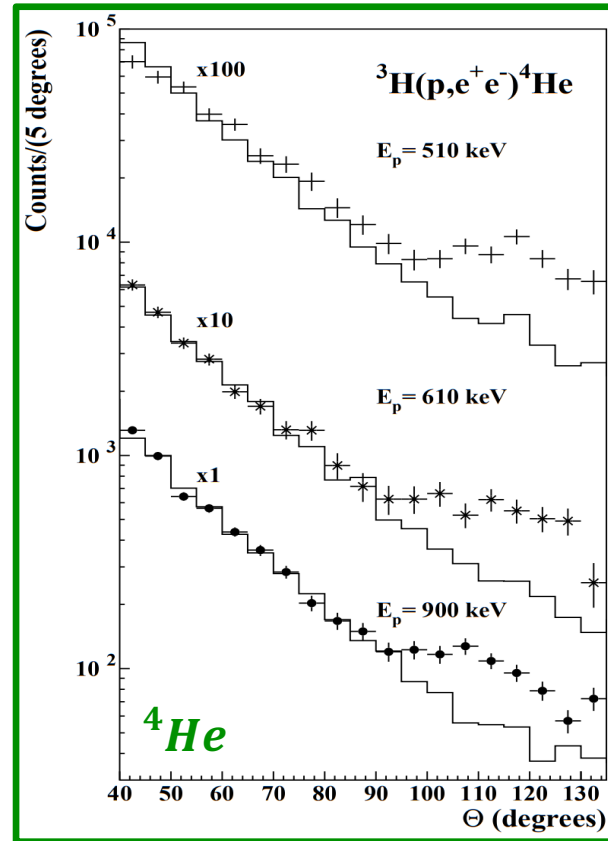 Counts/(5 degrees)
10⁵
10⁴
10³
10²
x100
³H(p,e⁺e⁻)⁴He
Eₚ= 510 keV
x10
Eₚ= 610 keV
x1
Eₚ= 900 keV
⁴He
40 50 60 70 80 90 100 110 120 130
Θ (degrees)